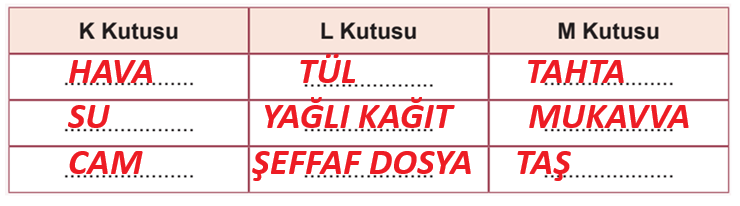 K Kutusu L Kutusu M Kutusu
HAVA TÜL TAHTA
SU YAĞLI KAĞIT MUKAVVA
CAM ŞEFFAF DOSYA TAŞ